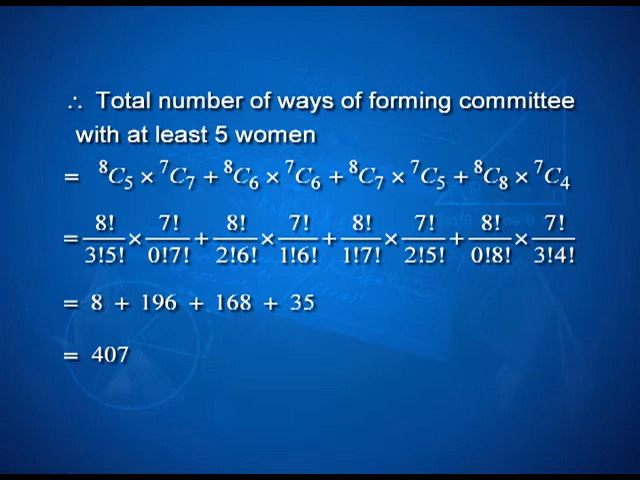 ∴ Total number of ways of forming committee
with at least 5 women
= ⁸C₅ × ⁷C₇ + ⁸C₆ × ⁷C₆ + ⁸C₇ × ⁷C₅ + ⁸C₈ × ⁷C₄
= 8!/3!5! × 7!/0!7! + 8!/2!6! × 7!/1!6! + 8!/1!7! × 7!/2!5! + 8!/0!8! × 7!/3!4!
= 8 + 196 + 168 + 35
= 407